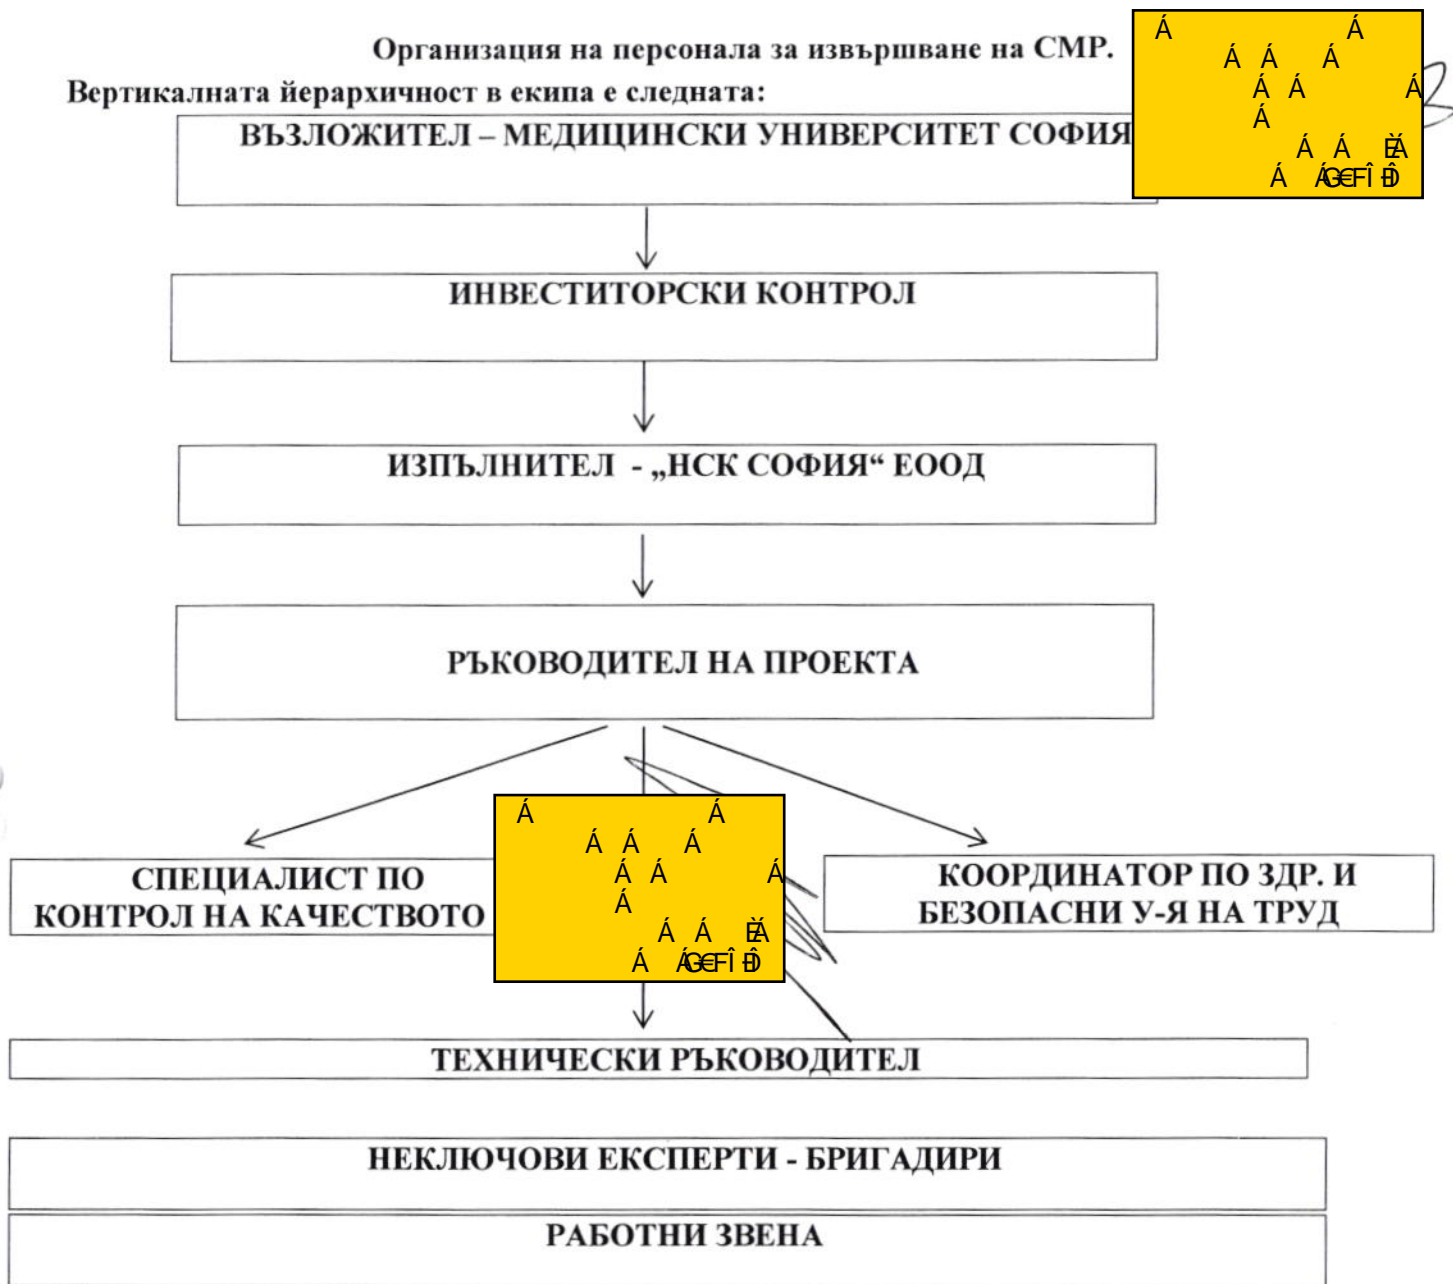 Организация на персонала за извършване на СМР.
Вертикалната йерархичност в екипа е следната:
ВЪЗЛОЖИТЕЛ – МЕДИЦИНСКИ УНИВЕРСИТЕТ СОФИЯ
ИНВЕСТИТОРСКИ КОНТРОЛ
ИЗПЪЛНИТЕЛ - „НСК СОФИЯ“ ЕООД
РЪКОВОДИТЕЛ НА ПРОЕКТА
СПЕЦИАЛИСТ ПО
КОНТРОЛ НА КАЧЕСТВОТО
КООРДИНАТОР ПО ЗДР. И
БЕЗОПАСНИ У-Я НА ТРУД
ТЕХНИЧЕСКИ РЪКОВОДИТЕЛ
НЕКЛЮЧОВИ ЕКСПЕРТИ - БРИГАДИРИ
РАБОТНИ ЗВЕНА